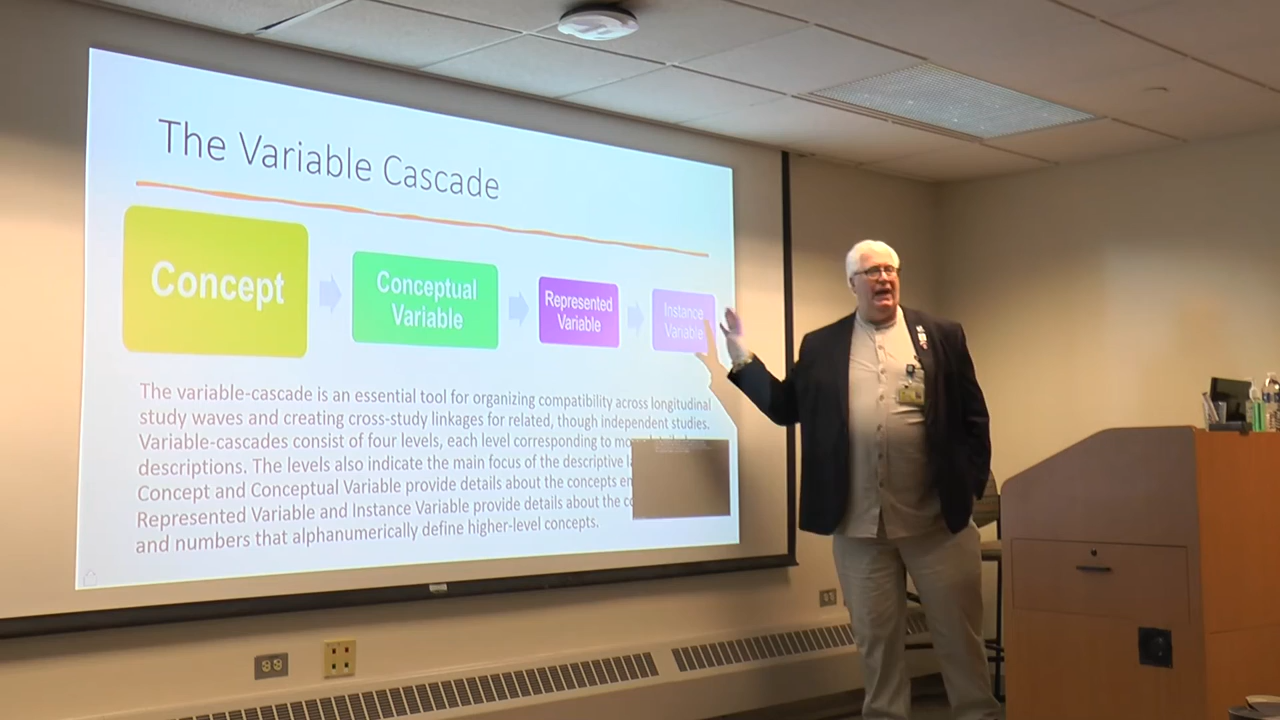 The Variable Cascade
Concept
Conceptual
Variable
Represented
Variable
Instance
Variable
The variable-cascade is an essential tool for organizing compatibility across longitudinal
study waves and creating cross-study linkages for related, though independent studies.
Variable-cascades consist of four levels, each level corresponding to
descriptions. The levels also indicate the main focus of the descriptive
Concept and Conceptual Variable provide details about the concepts
Represented Variable and Instance Variable provide details about the
and numbers that alphanumerically define higher-level concepts.